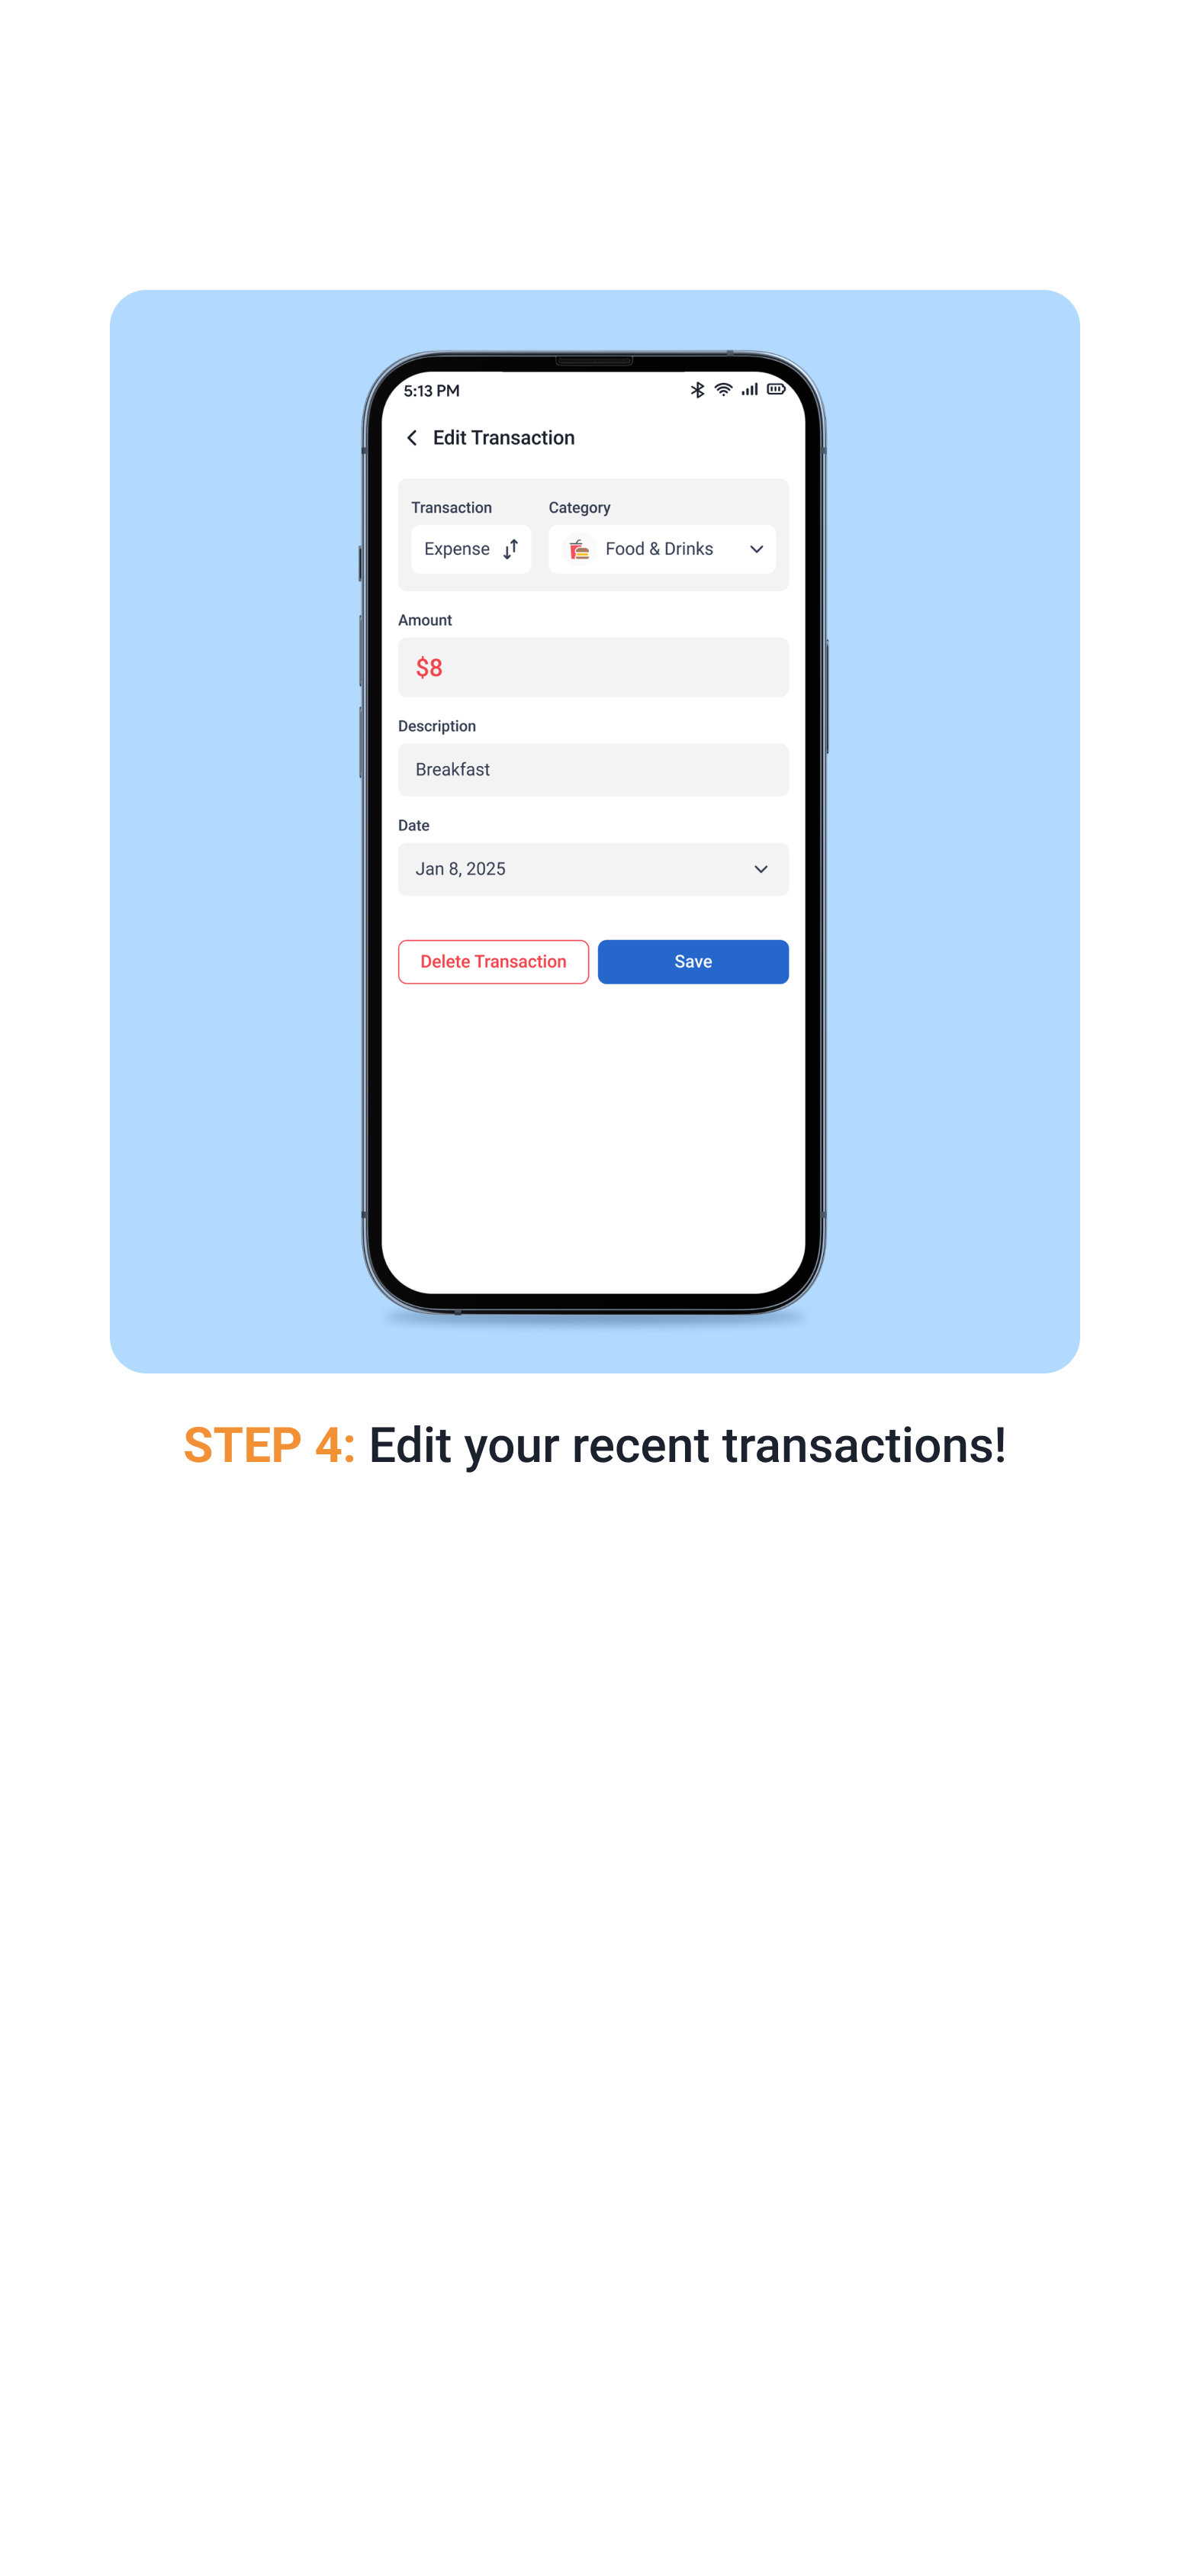 5:13 PM
Edit Transaction
Transaction Category
Expense Food & Drinks
Amount
$8
Description
Breakfast
Date
Jan 8, 2025
Delete Transaction Save
STEP 4: Edit your recent transactions!